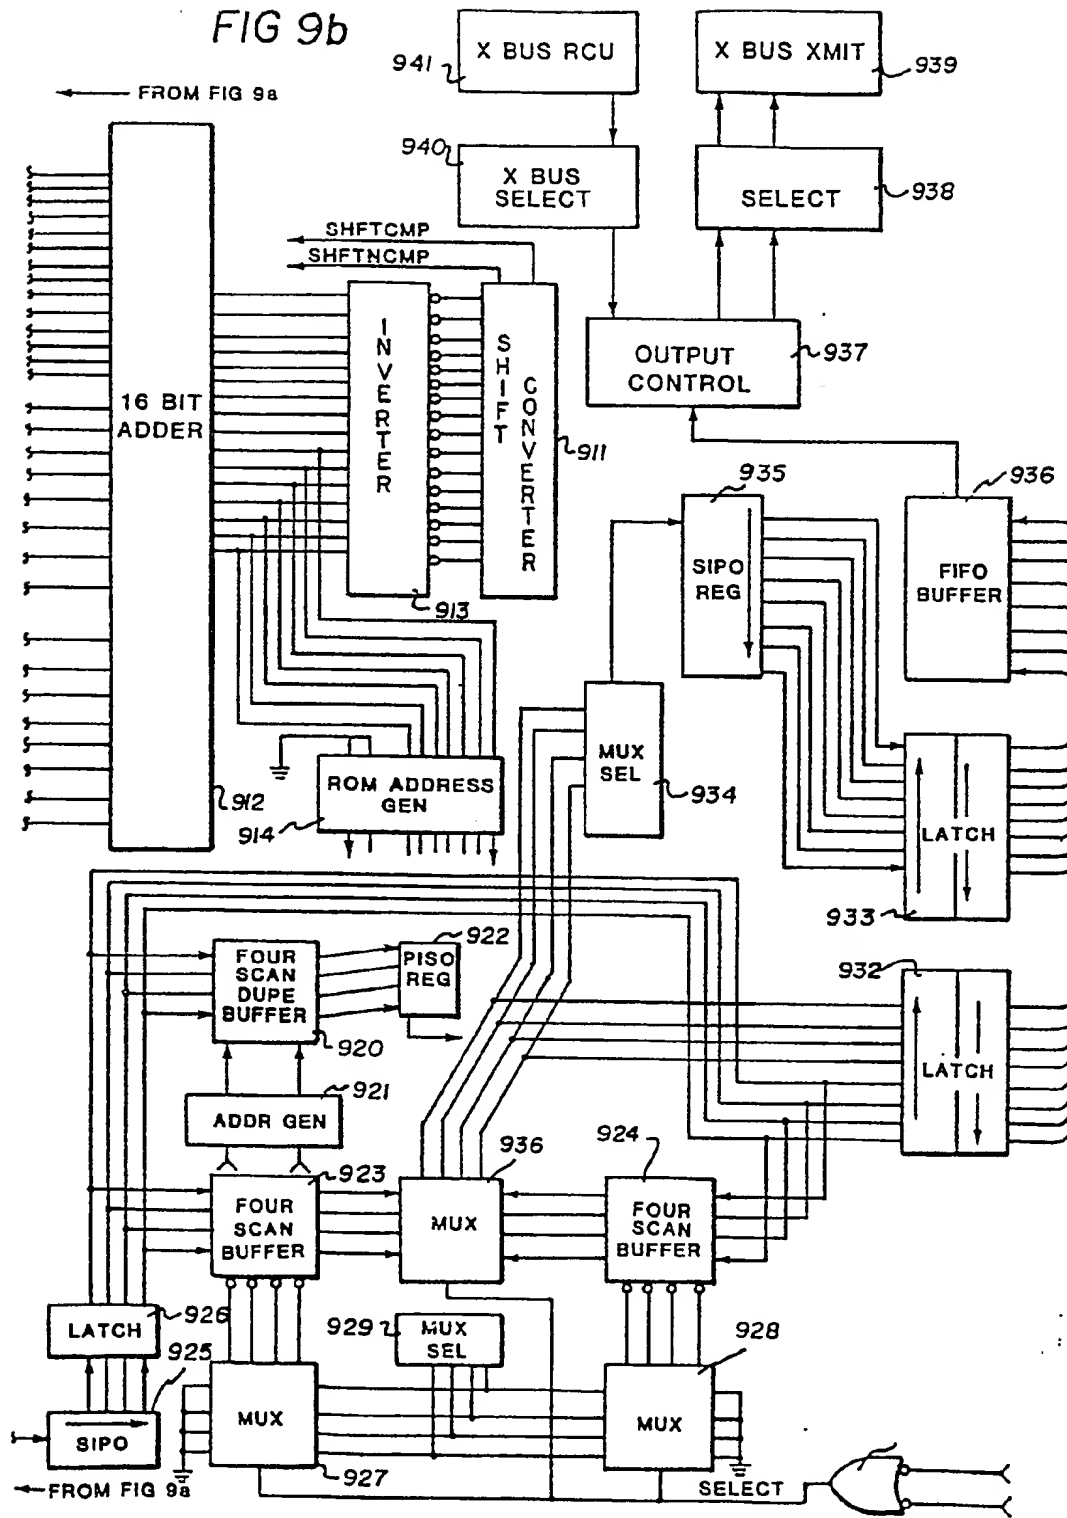 FIG 9b
FROM FIG 9a
X BUS RCU
941
X BUS XMIT
939
940
X BUS
SELECT
SELECT
938
SHFTCMP
SHFTNCMP
16 BIT
ADDER
INVERTER
SHIFT
CONVERTER
911
913
OUTPUT
CONTROL
937
935
SIPO
REG
936
FIFO
BUFFER
MUX
SEL
934
912
ROM ADDRESS
GEN
914
LATCH
933
FOUR
SCAN
DUPE
BUFFER
920
922
PISO
REG
932
LATCH
921
ADDR GEN
923
FOUR
SCAN
BUFFER
936
MUX
924
FOUR
SCAN
BUFFER
LATCH
926
925
SIPO
FROM FIG 9a
929
MUX
SEL
928
MUX
927
MUX
SELECT